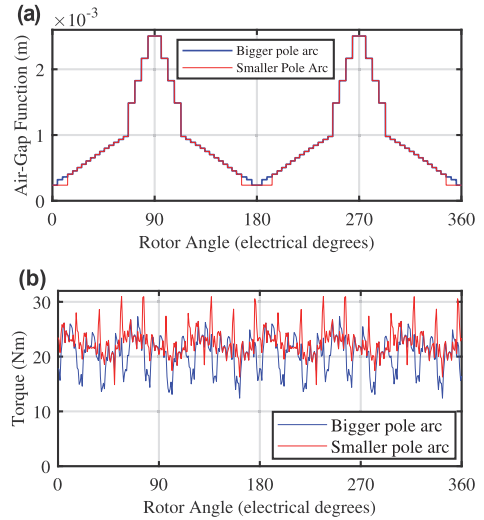 (a)
× 10⁻³
Air-Gap Function (m)
2
1
0
Bigger pole arc
Smaller Pole Arc
0 90 180 270 360
Rotor Angle (electrical degrees)
(b)
Torque (Nm)
30
20
10
0
Bigger pole arc
Smaller pole arc
0 90 180 270 360
Rotor Angle (electrical degrees)